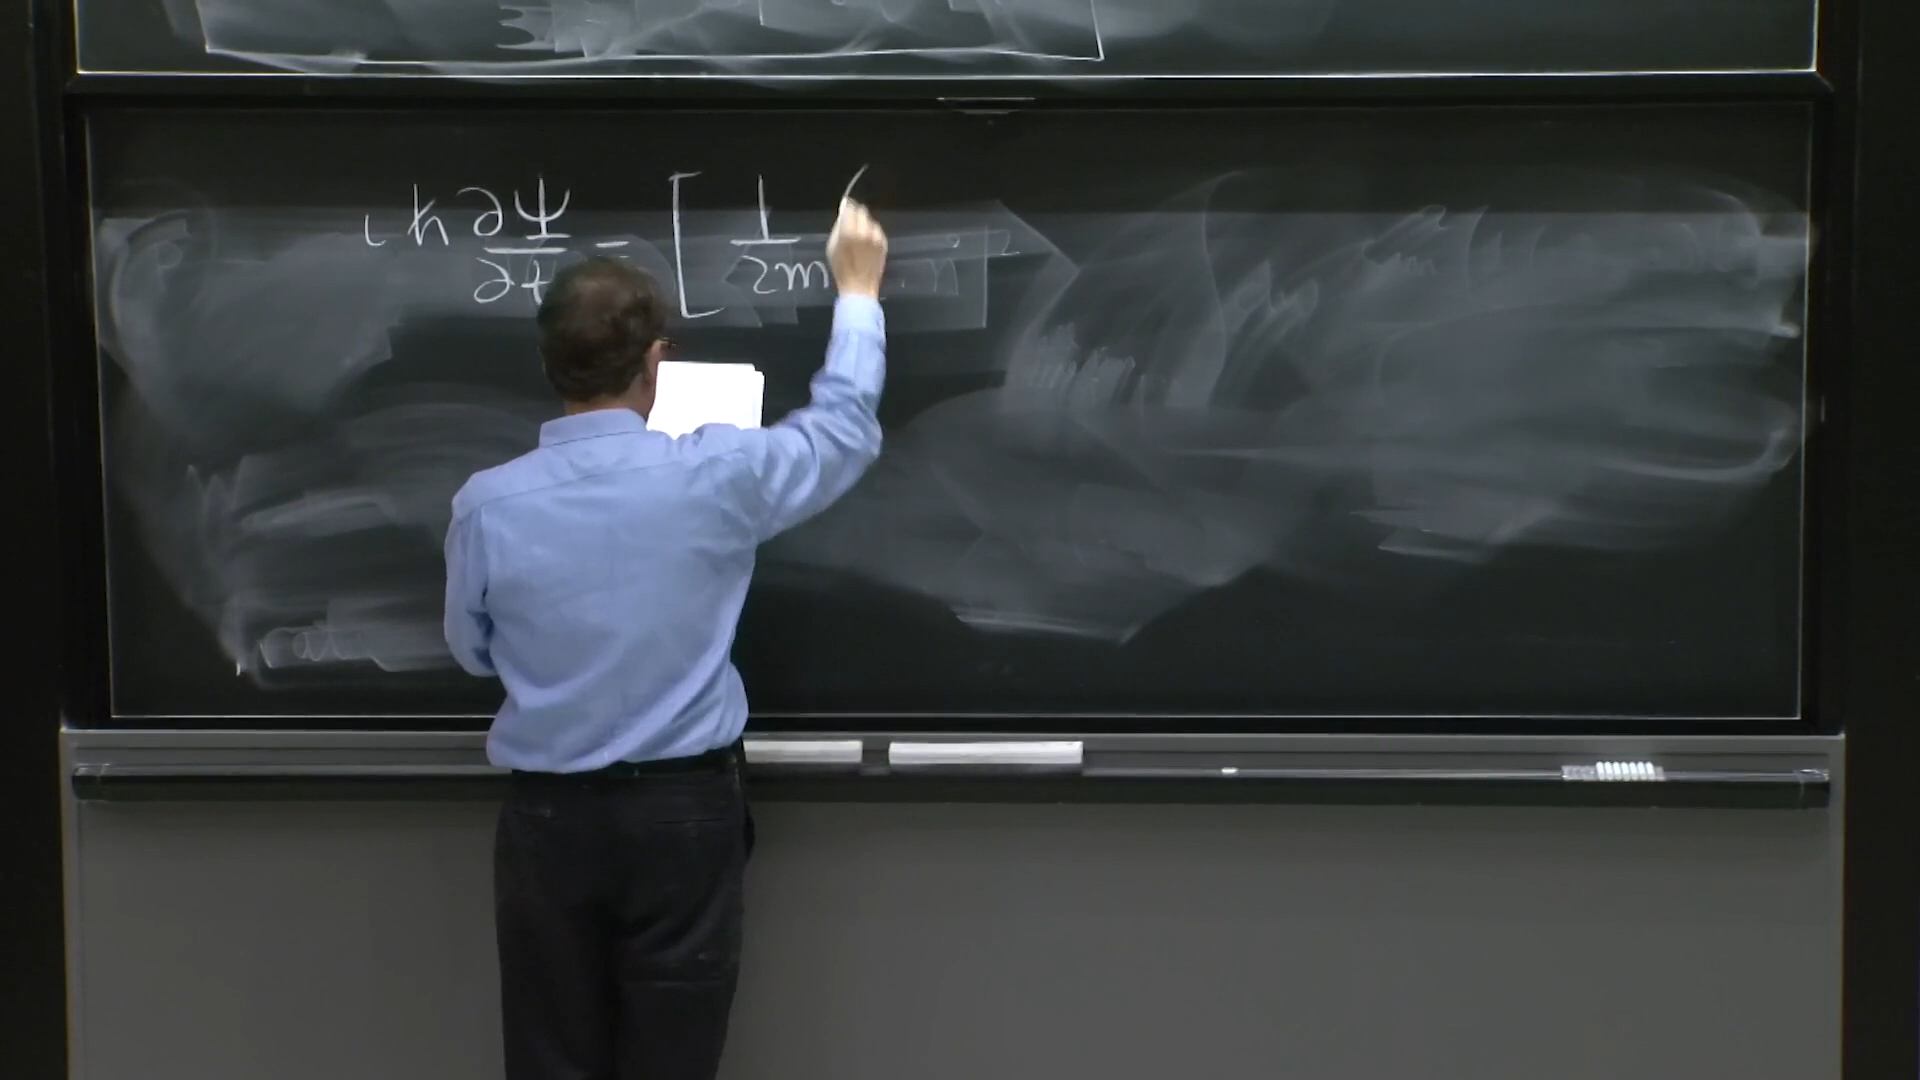 iħ ∂Ψ/∂t = [ 1/2m (